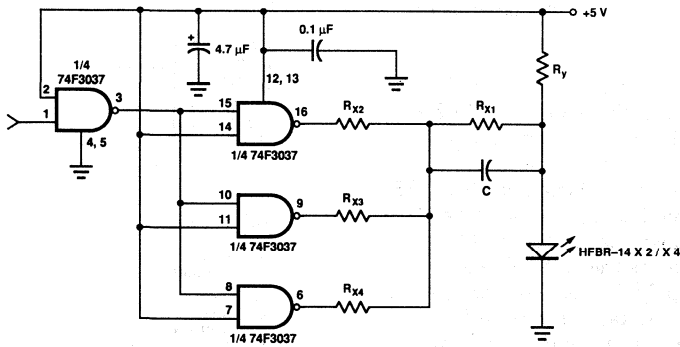 +5 V
0.1 µF
+
4.7 µF
Ry
1/4
74F3037
12, 13
2
3
1
15
16
RX2
RX1
14
4, 5
1/4 74F3037
C
10
9
RX3
11
1/4 74F3037
HFBR–14 X 2 / X 4
8
6
RX4
7
1/4 74F3037